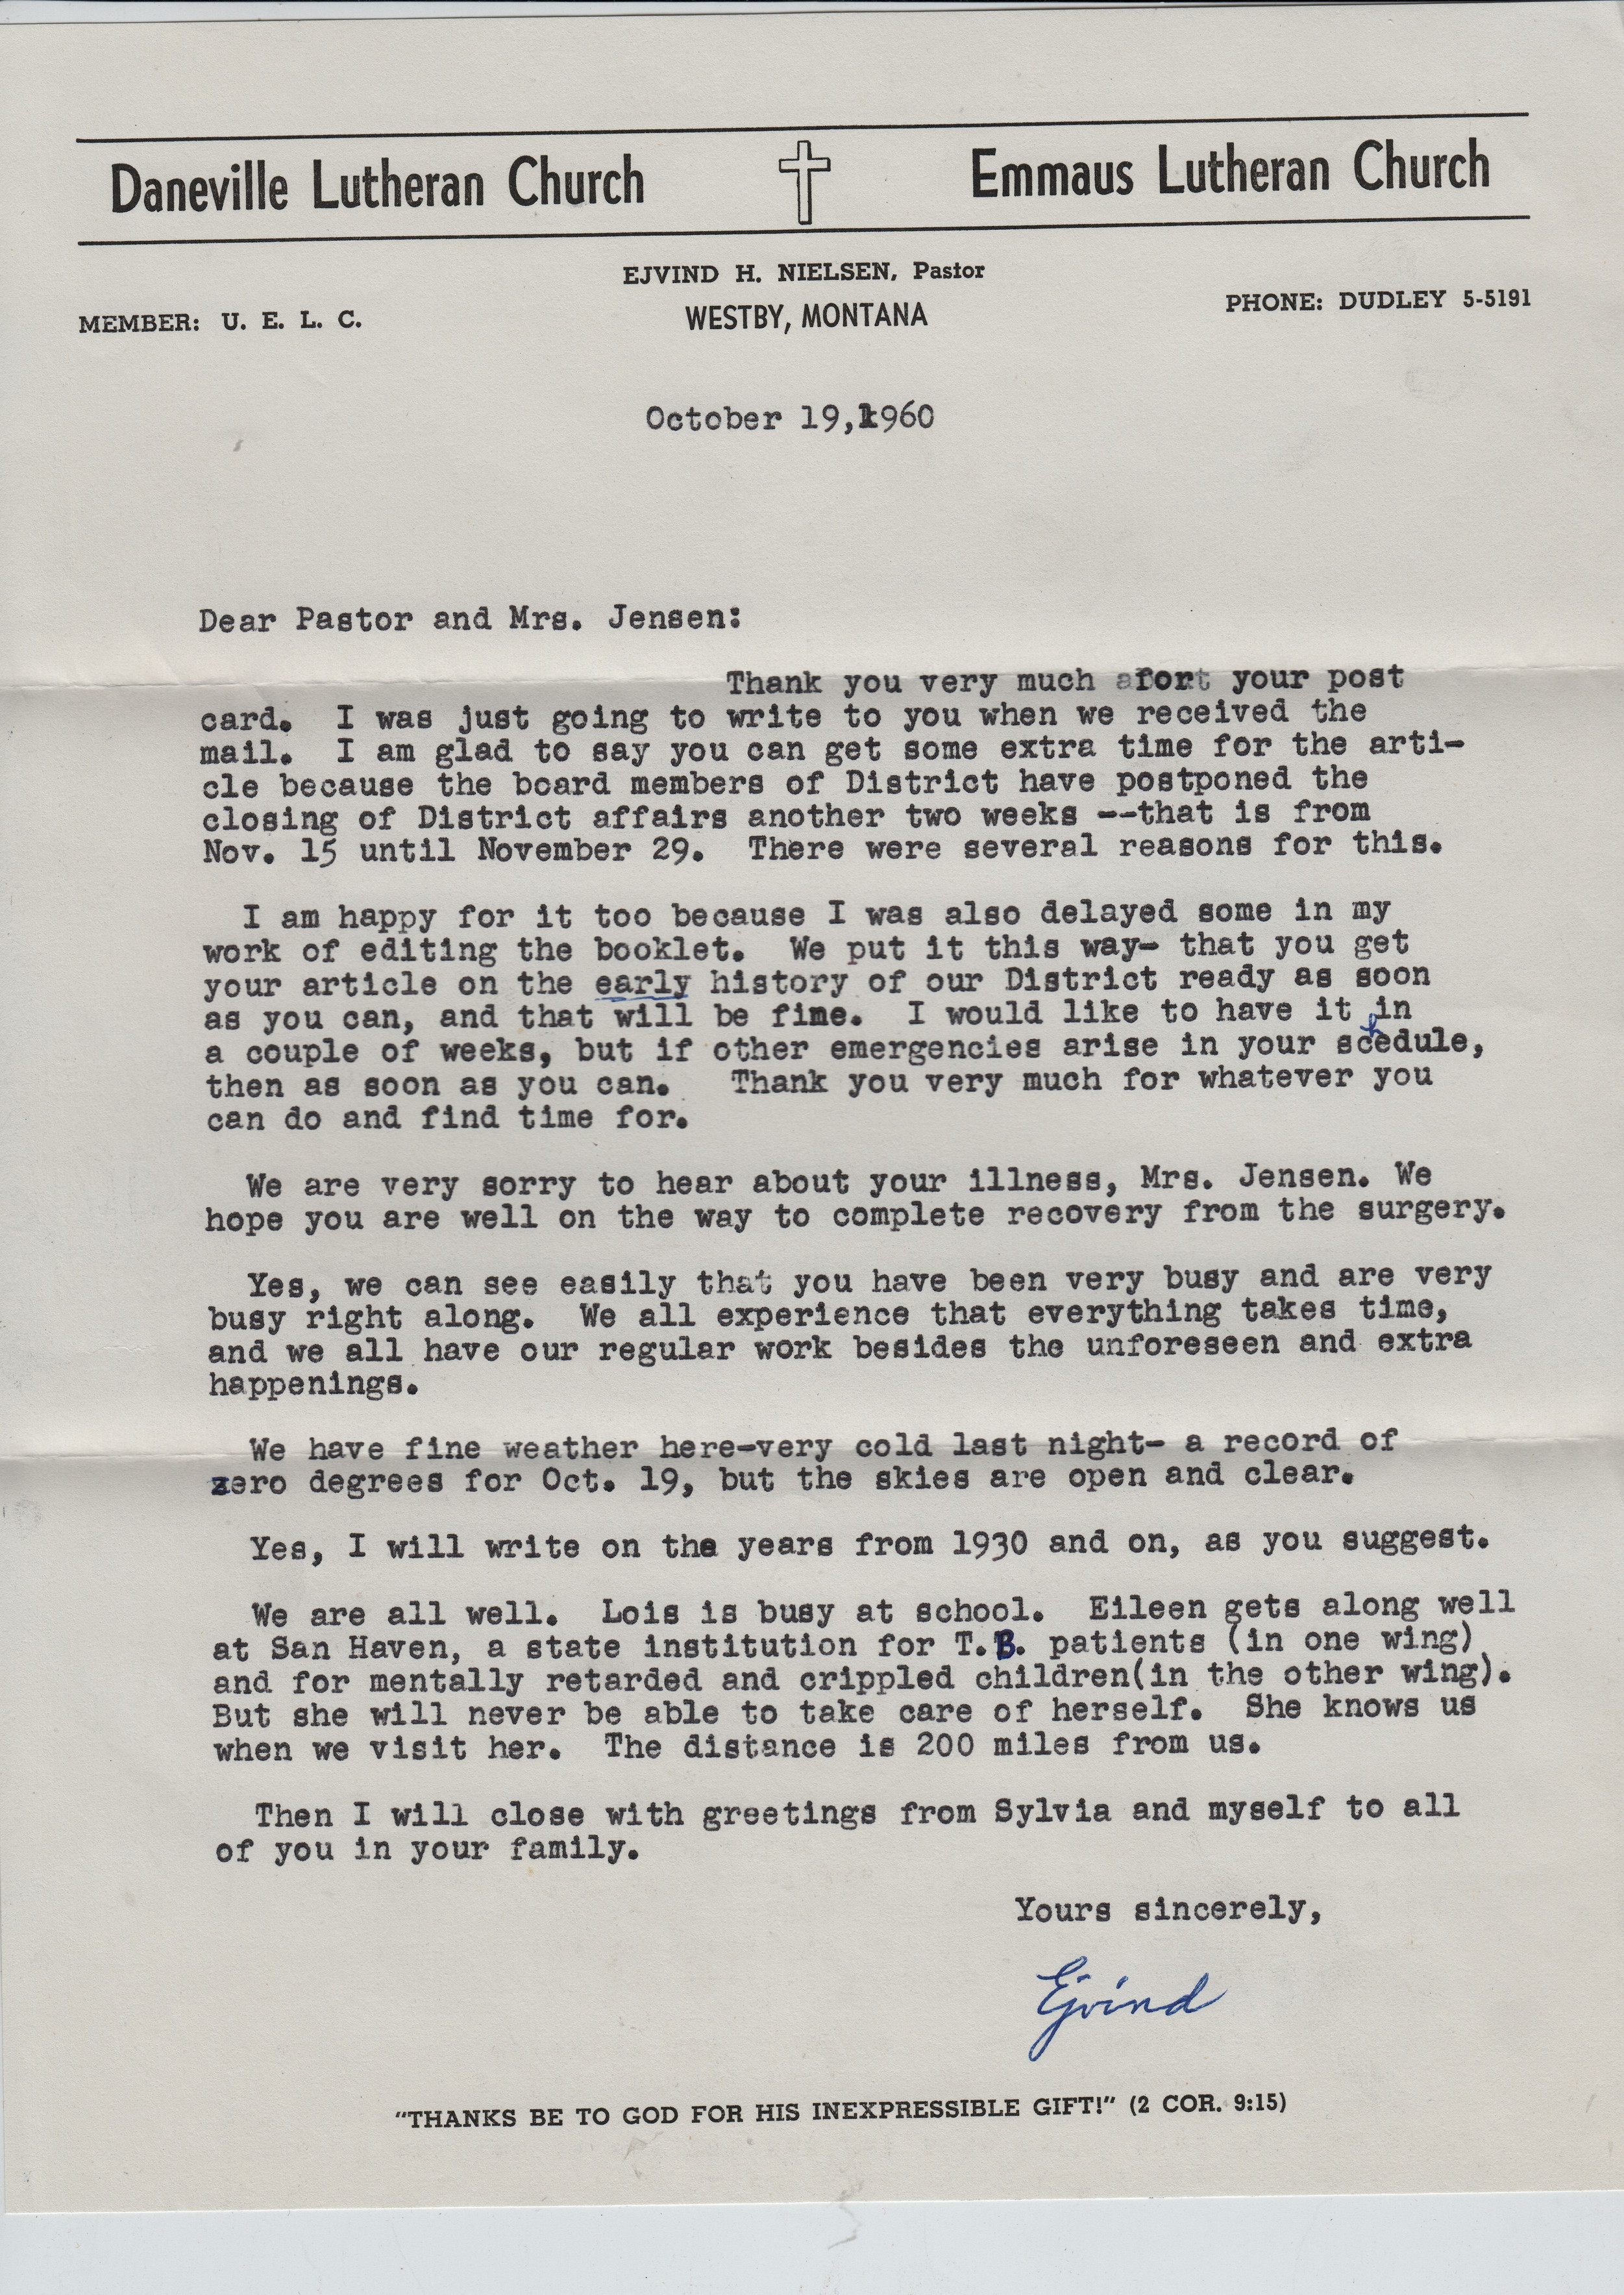 Daneville Lutheran Church Emmaus Lutheran Church
EJVIND H. NIELSEN, Pastor
MEMBER: U. E. L. C. WESTBY, MONTANA PHONE: DUDLEY 5-5191
October 19,1960
Dear Pastor and Mrs. Jensen:
Thank you very much for your post
card. I was just going to write to you when we received the
mail. I am glad to say you can get some extra time for the arti-
cle because the board members of District have postponed the
closing of District affairs another two weeks --that is from
Nov. 15 until November 29. There were several reasons for this.
I am happy for it too because I was also delayed some in my
work of editing the booklet. We put it this way- that you get
your article on the early history of our District ready as soon
as you can, and that will be fine. I would like to have it in
a couple of weeks, but if other emergencies arise in your schedule,
then as soon as you can. Thank you very much for whatever you
can do and find time for.
We are very sorry to hear about your illness, Mrs. Jensen. We
hope you are well on the way to complete recovery from the surgery.
Yes, we can see easily that you have been very busy and are very
busy right along. We all experience that everything takes time,
and we all have our regular work besides the unforeseen and extra
happenings.
We have fine weather here-very cold last night- a record of
zero degrees for Oct. 19, but the skies are open and clear.
Yes, I will write on the years from 1930 and on, as you suggest.
We are all well. Lois is busy at school. Eileen gets along well
at San Haven, a state institution for T.B. patients (in one wing)
and for mentally retarded and crippled children(in the other wing).
But she will never be able to take care of herself. She knows us
when we visit her. The distance is 200 miles from us.
Then I will close with greetings from Sylvia and myself to all
of you in your family.
Yours sincerely,
Ejvind
"THANKS BE TO GOD FOR HIS INEXPRESSIBLE GIFT!" (2 COR. 9:15)